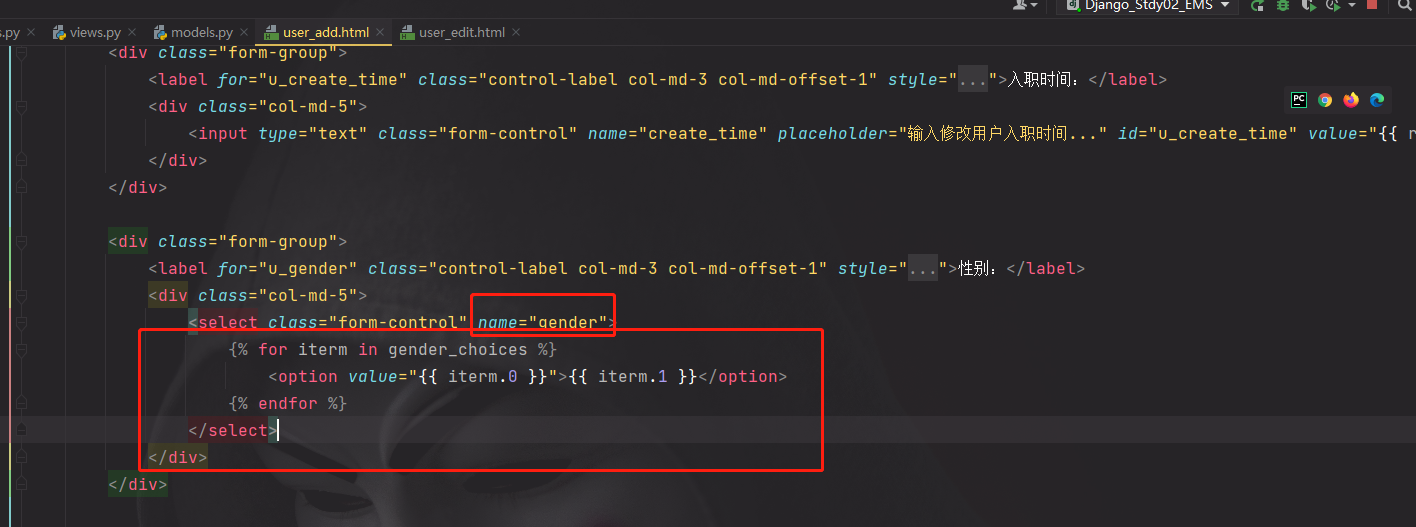 Django_Stdy02_EMS
s.py views.py models.py user_add.html user_edit.html
<div class="form-group">
<label for="u_create_time" class="control-label col-md-3 col-md-offset-1" style="...">入职时间：</label>
<div class="col-md-5">
<input type="text" class="form-control" name="create_time" placeholder="输入修改用户入职时间..." id="u_create_time" value="{{
</div>
</div>
<div class="form-group">
<label for="u_gender" class="control-label col-md-3 col-md-offset-1" style="...">性别：</label>
<div class="col-md-5">
<select class="form-control" name="gender">
{% for iterm in gender_choices %}
<option value="{{ iterm.0 }}">{{ iterm.1 }}</option>
{% endfor %}
</select>
</div>
</div>